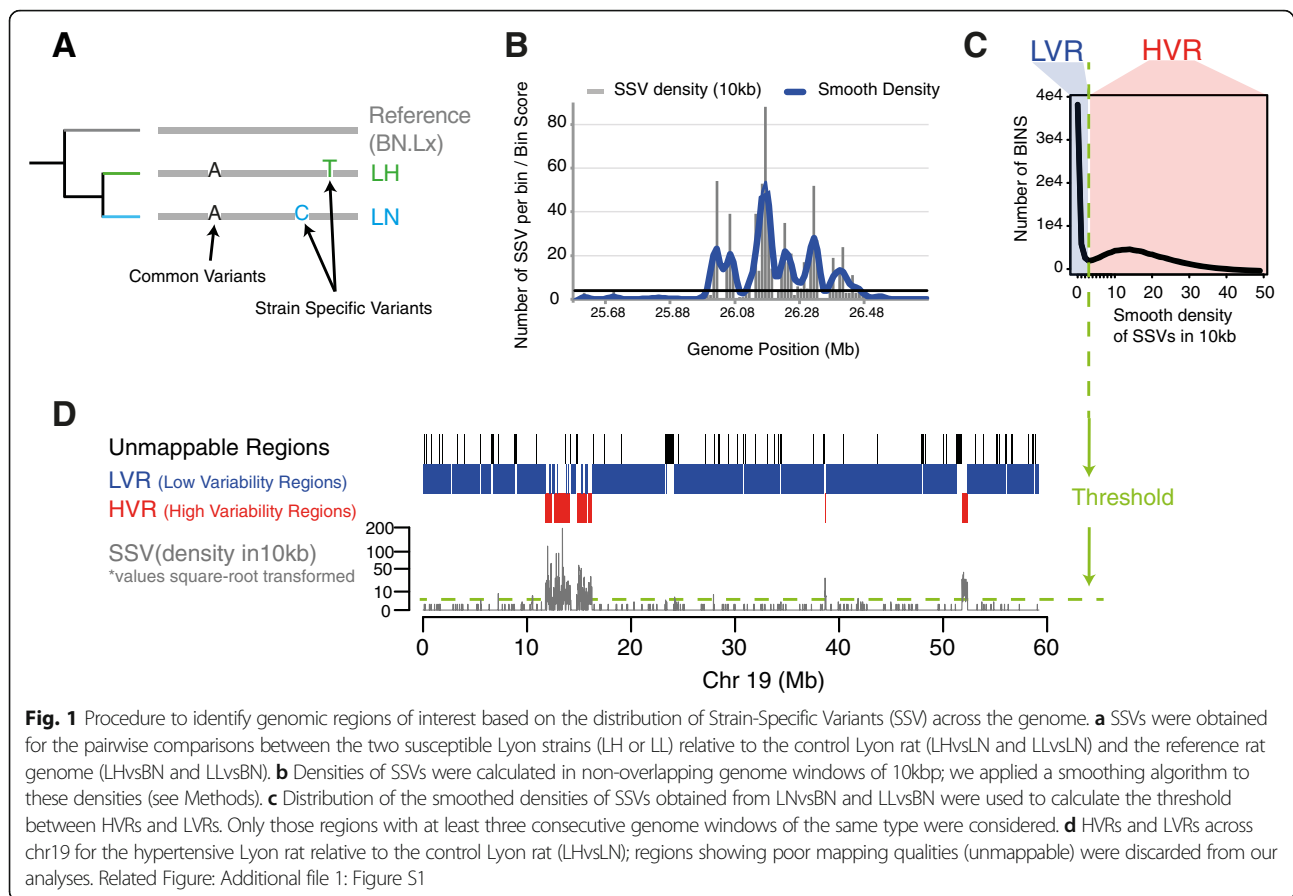 A
Reference
(BN.Lx)
A
T
LH
A
C
LN
Common Variants
Strain Specific Variants
B
SSV density (10kb)
Smooth Density
Number of SSV per bin / Bin Score
80
60
40
20
0
25.68
25.88
26.08
26.28
26.48
Genome Position (Mb)
C
LVR
HVR
Number of BINS
4e4
3e4
2e4
1e4
0
0
10
20
30
40
50
Smooth density
of SSVs in 10kb
Threshold
D
Unmappable Regions
LVR (Low Variability Regions)
HVR (High Variability Regions)
SSV(density in10kb)
*values square-root transformed
200
100
50
10
0
0
10
20
30
40
50
60
Chr 19 (Mb)
Fig. 1 Procedure to identify genomic regions of interest based on the distribution of Strain-Specific Variants (SSV) across the genome. a SSVs were obtained
for the pairwise comparisons between the two susceptible Lyon strains (LH or LL) relative to the control Lyon rat (LHvsLN and LLvsLN) and the reference rat
genome (LHvsBN and LLvsBN). b Densities of SSVs were calculated in non-overlapping genome windows of 10kbp; we applied a smoothing algorithm to
these densities (see Methods). c Distribution of the smoothed densities of SSVs obtained from LNvsBN and LLvsBN were used to calculate the threshold
between HVRs and LVRs. Only those regions with at least three consecutive genome windows of the same type were considered. d HVRs and LVRs across
chr19 for the hypertensive Lyon rat relative to the control Lyon rat (LHvsLN); regions showing poor mapping qualities (unmappable) were discarded from our
analyses. Related Figure: Additional file 1: Figure S1